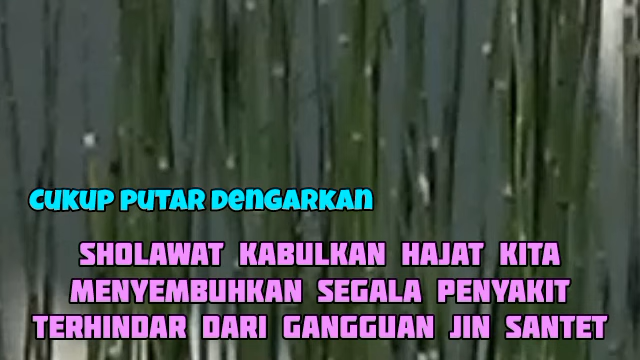 CUKUP PUTAR DENGARKAN
SHOLAWAT KABULKAN HAJAT KITA
MENYEMBUHKAN SEGALA PENYAKIT
TERHINDAR DARI GANGGUAN JIN SANTET